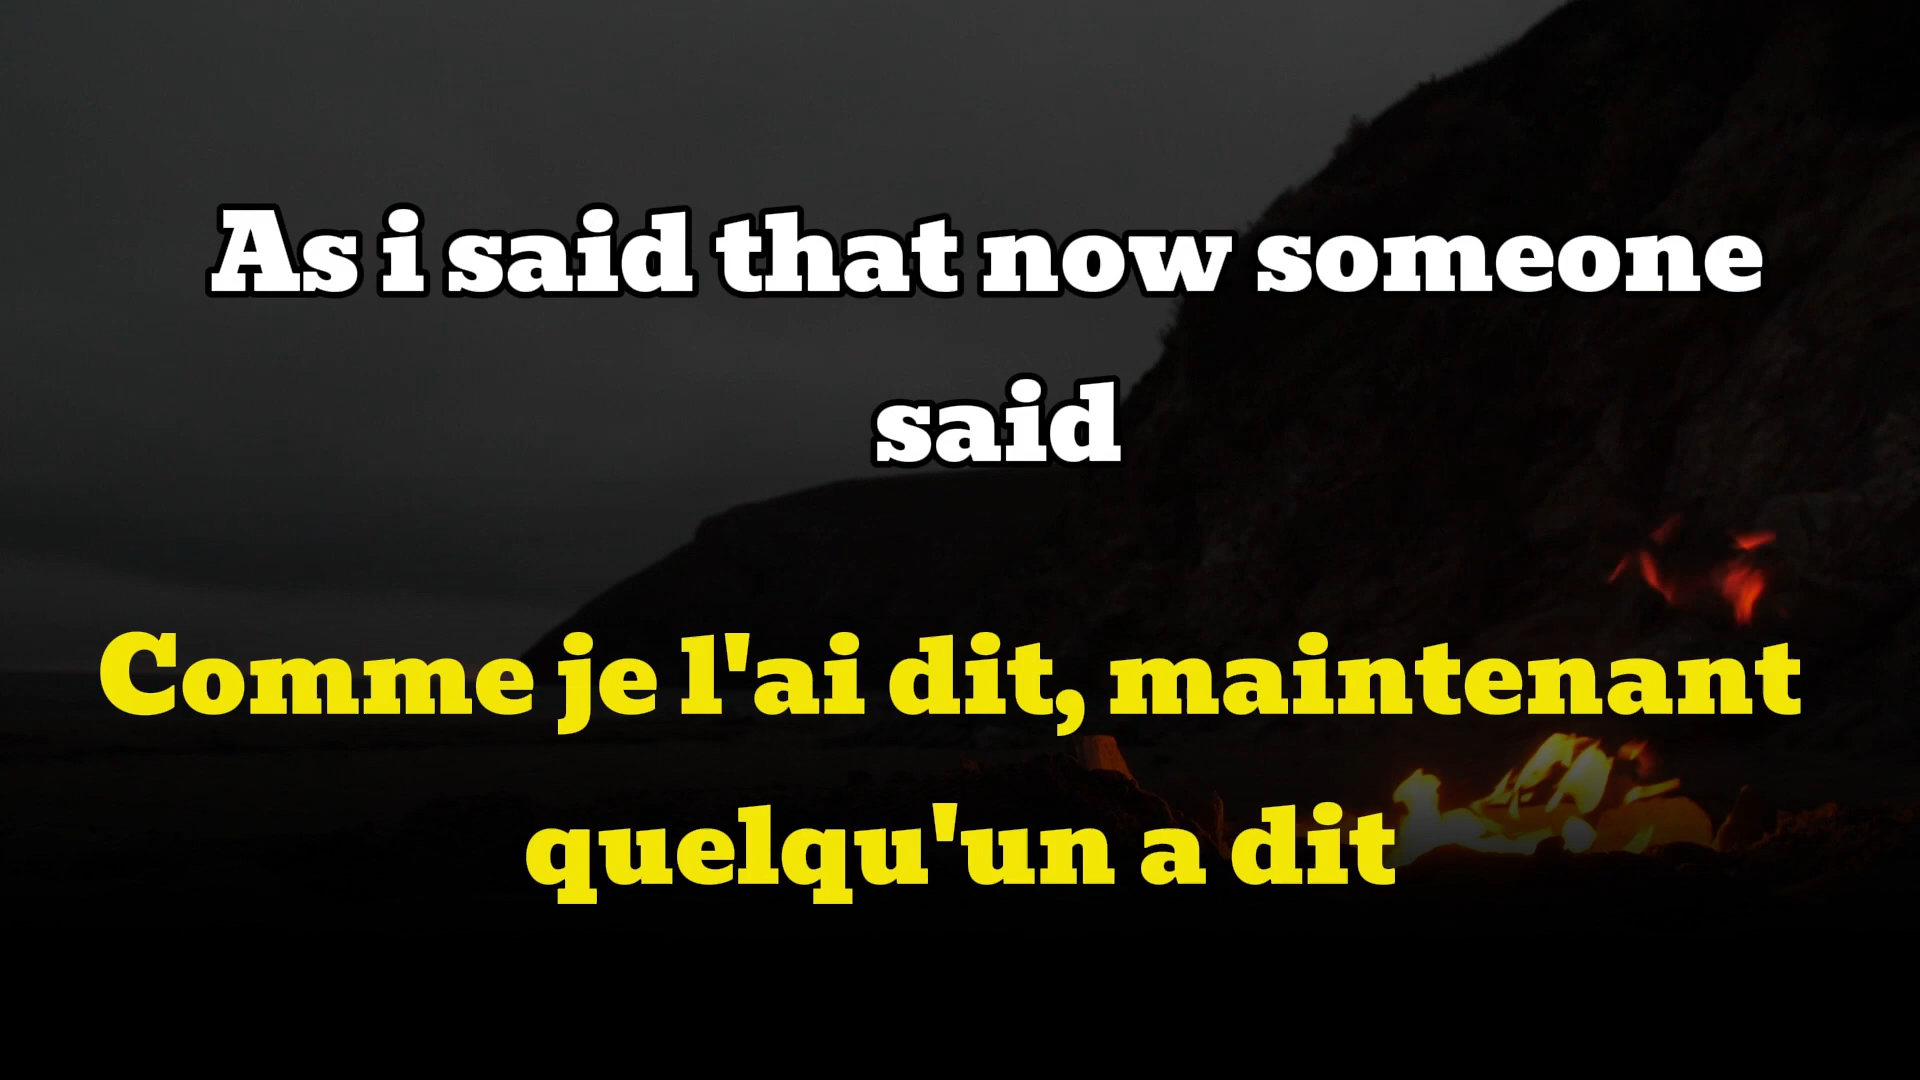 As i said that now someone
said
Comme je l'ai dit, maintenant
quelqu'un a dit